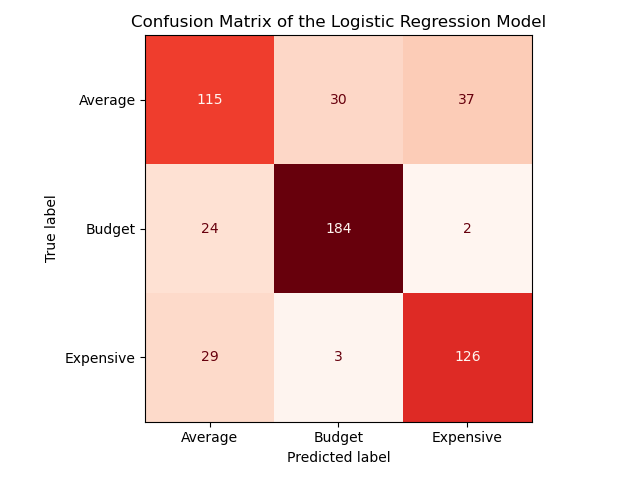 Confusion Matrix of the Logistic Regression Model
True label
Average
115 30 37
Budget
24 184 2
Expensive
29 3 126
Average Budget Expensive
Predicted label